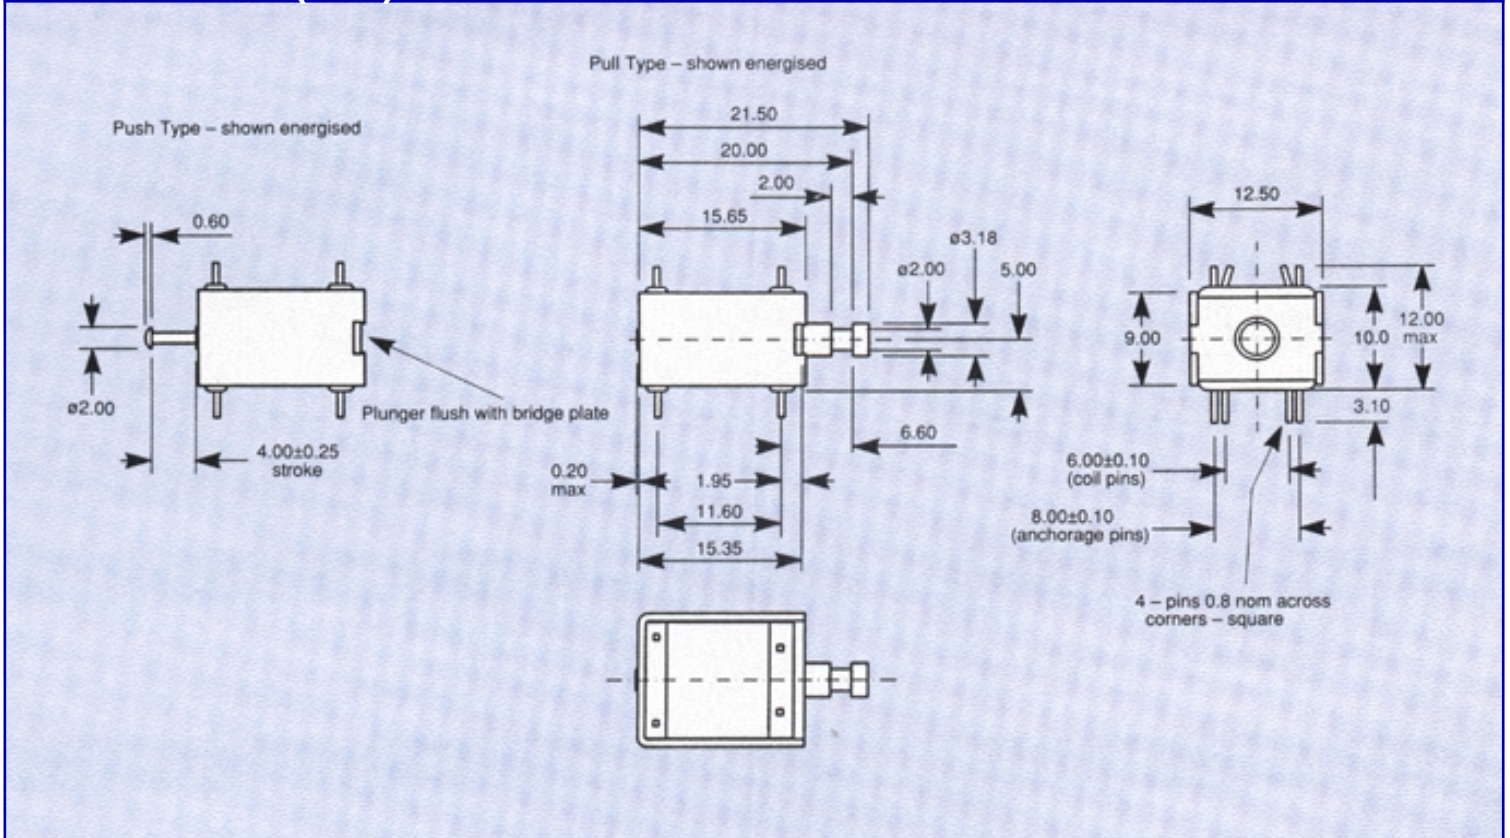 Pull Type – shown energised
Push Type – shown energised
21.50
20.00
2.00
15.65
0.60
ø3.18
ø2.00
5.00
12.50
9.00
10.0
12.00
max
ø2.00
Plunger flush with bridge plate
4.00±0.25
stroke
6.60
3.10
0.20
max
1.95
11.60
15.35
6.00±0.10
(coil pins)
8.00±0.10
(anchorage pins)
4 – pins 0.8 nom across
corners – square